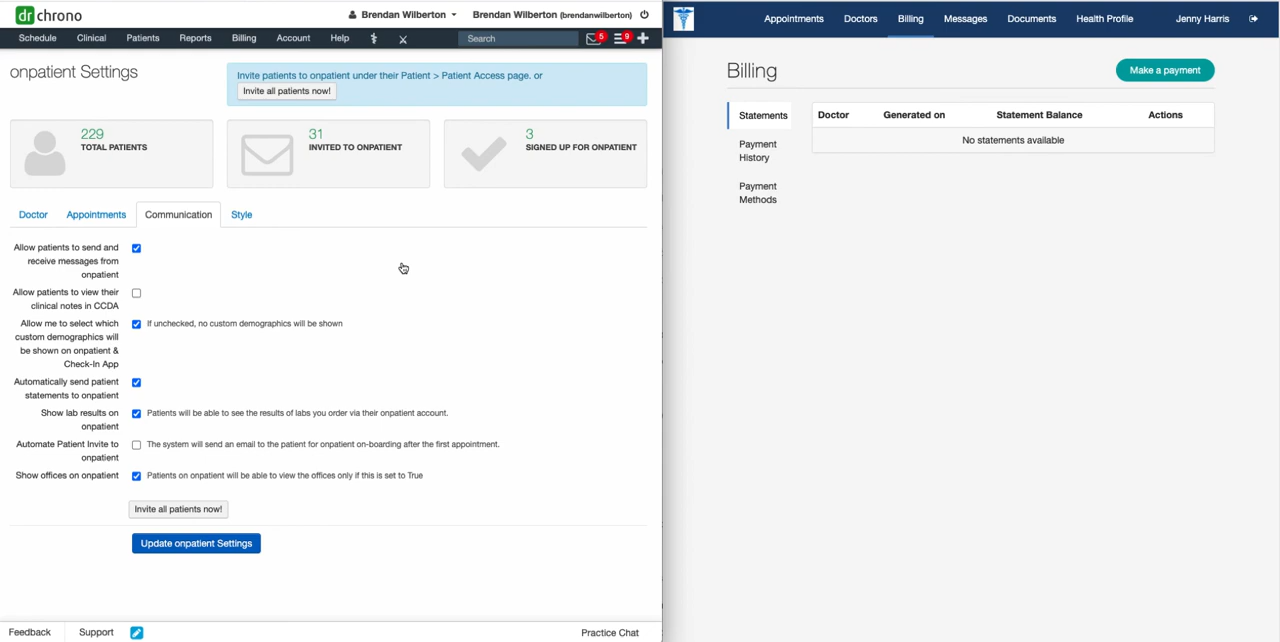 dr chrono
Brendan Wilberton
Brendan Wilberton (brendanwilberton)
Schedule Clinical Patients Reports Billing Account Help
Search
5
9
onpatient Settings
Invite patients to onpatient under their Patient > Patient Access page. or
Invite all patients now!
229
TOTAL PATIENTS
31
INVITED TO ONPATIENT
3
SIGNED UP FOR ONPATIENT
Doctor Appointments Communication Style
Allow patients to send and
receive messages from
onpatient
Allow patients to view their
clinical notes in CCDA
Allow me to select which
custom demographics will
be shown on onpatient &
Check-In App
If unchecked, no custom demographics will be shown
Automatically send patient
statements to onpatient
Show lab results on
onpatient
Patients will be able to see the results of labs you order via their onpatient account.
Automate Patient Invite to
onpatient
The system will send an email to the patient for onpatient on-boarding after the first appointment.
Show offices on onpatient
Patients on onpatient will be able to view the offices only if this is set to True
Invite all patients now!
Update onpatient Settings
Feedback Support
Practice Chat
Appointments Doctors Billing Messages Documents Health Profile Jenny Harris
Billing
Make a payment
Statements
Payment
History
Payment
Methods
Doctor Generated on Statement Balance Actions
No statements available